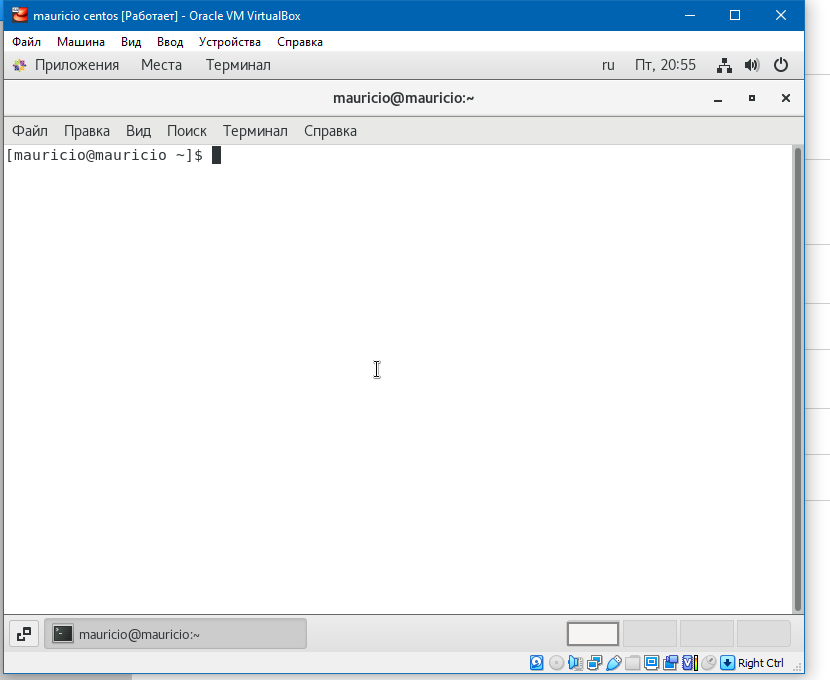 mauricio centos [Работает] - Oracle VM VirtualBox
Файл Машина Вид Ввод Устройства Справка
Приложения Места Терминал ru Пт, 20:55
mauricio@mauricio:~
Файл Правка Вид Поиск Терминал Справка
[mauricio@mauricio ~]$
mauricio@mauricio:~
Right Ctrl